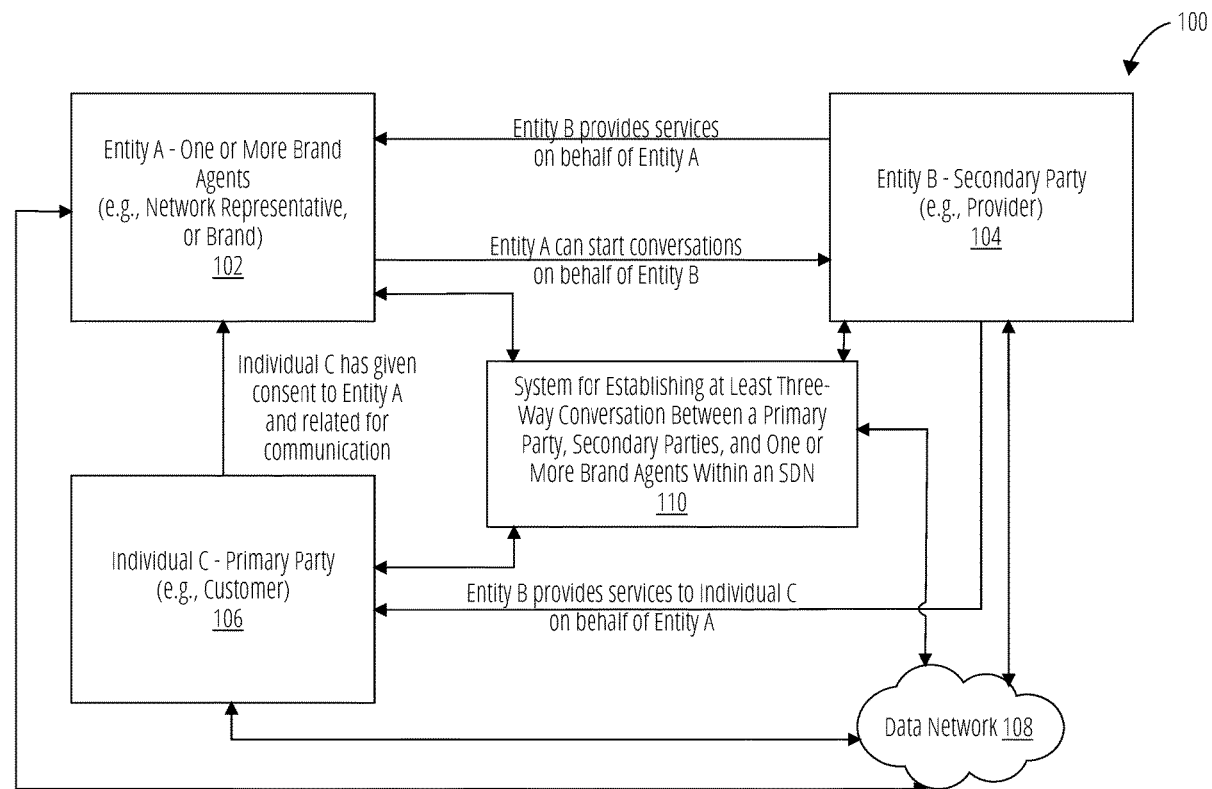 100
Entity A - One or More Brand
Agents
(e.g., Network Representative,
or Brand)
102
Entity B provides services
on behalf of Entity A
Entity B - Secondary Party
(e.g., Provider)
104
Entity A can start conversations
on behalf of Entity B
Individual C has given
consent to Entity A
and related for
communication
System for Establishing at Least Three-
Way Conversation Between a Primary
Party, Secondary Parties, and One or
More Brand Agents Within an SDN
110
Individual C - Primary Party
(e.g., Customer)
106
Entity B provides services to Individual C
on behalf of Entity A
Data Network 108